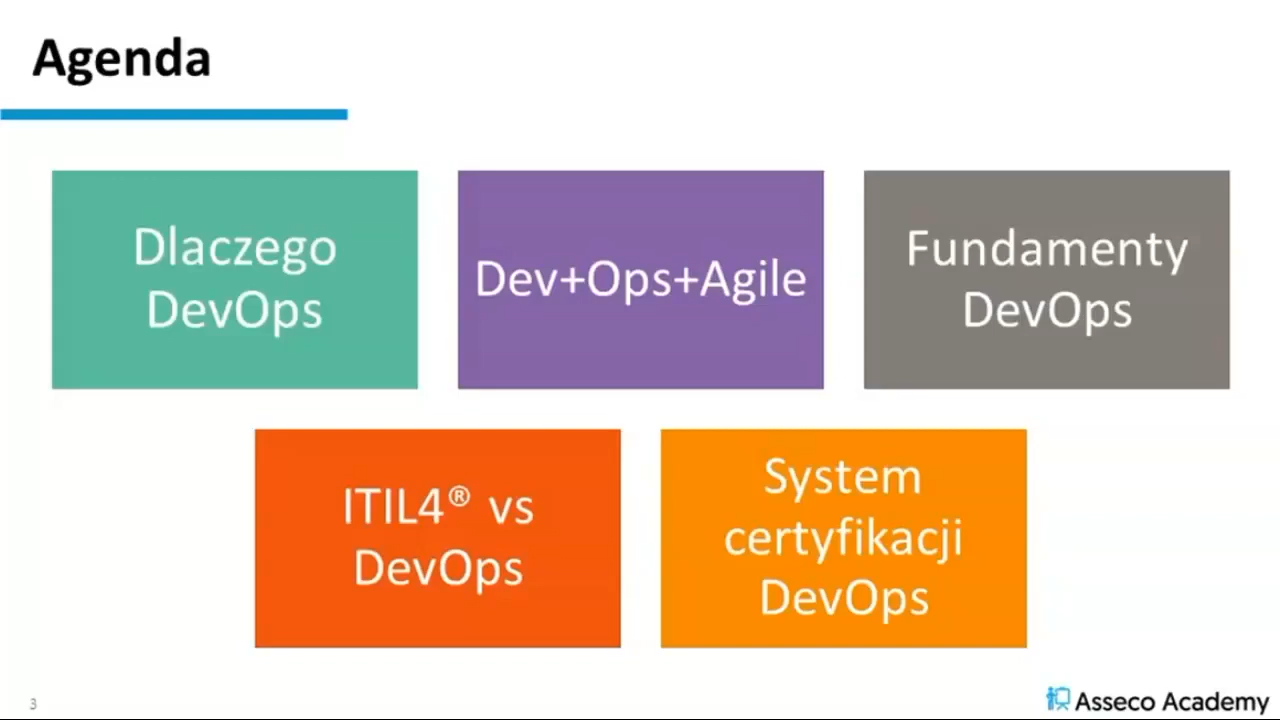 Agenda
Dlaczego
DevOps
Dev+Ops+Agile
Fundamenty
DevOps
ITIL4® vs
DevOps
System
certyfikacji
DevOps
3
Asseco Academy